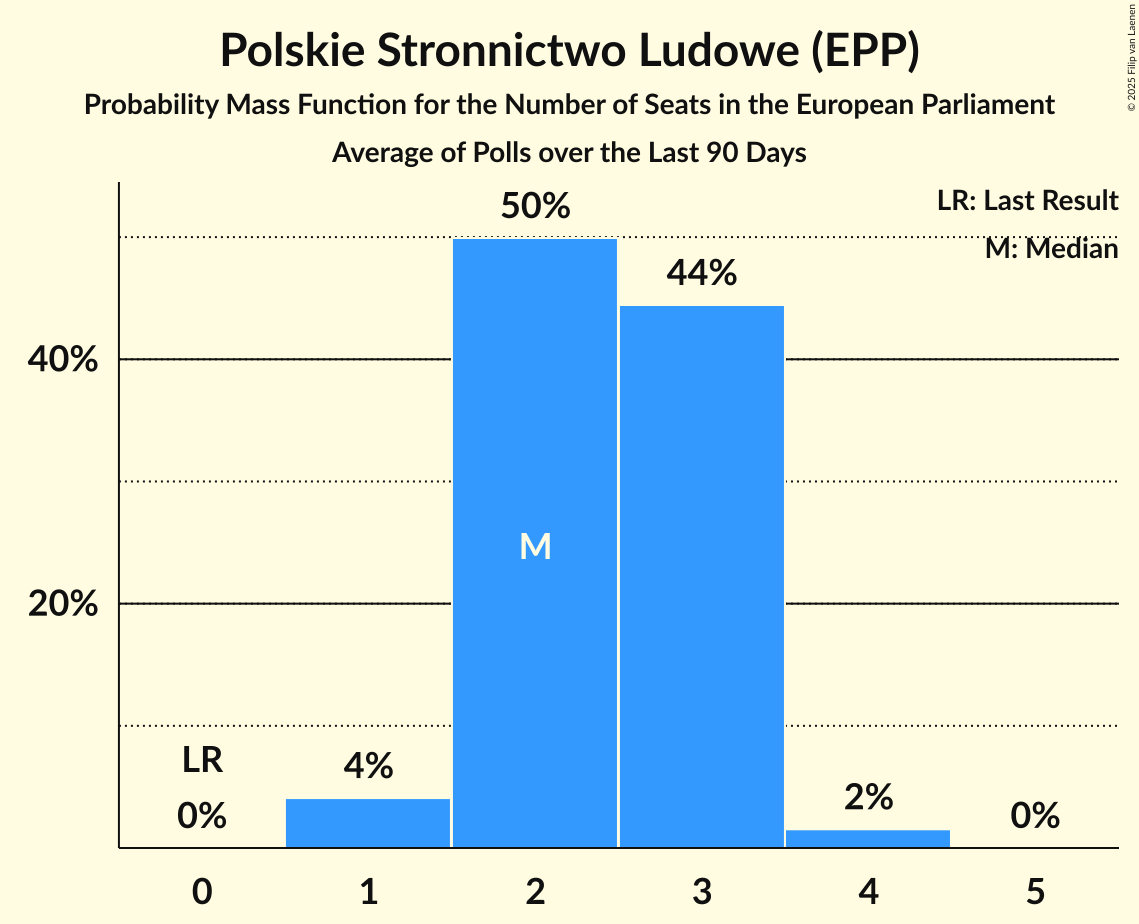 Polskie Stronnictwo Ludowe (EPP)
Probability Mass Function for the Number of Seats in the European Parliament
Average of Polls over the Last 90 Days
© 2025 Filip van Laenen
LR: Last Result
M: Median
50%
44%
40%
M
20%
LR
0%
4%
2%
0%
0 1 2 3 4 5